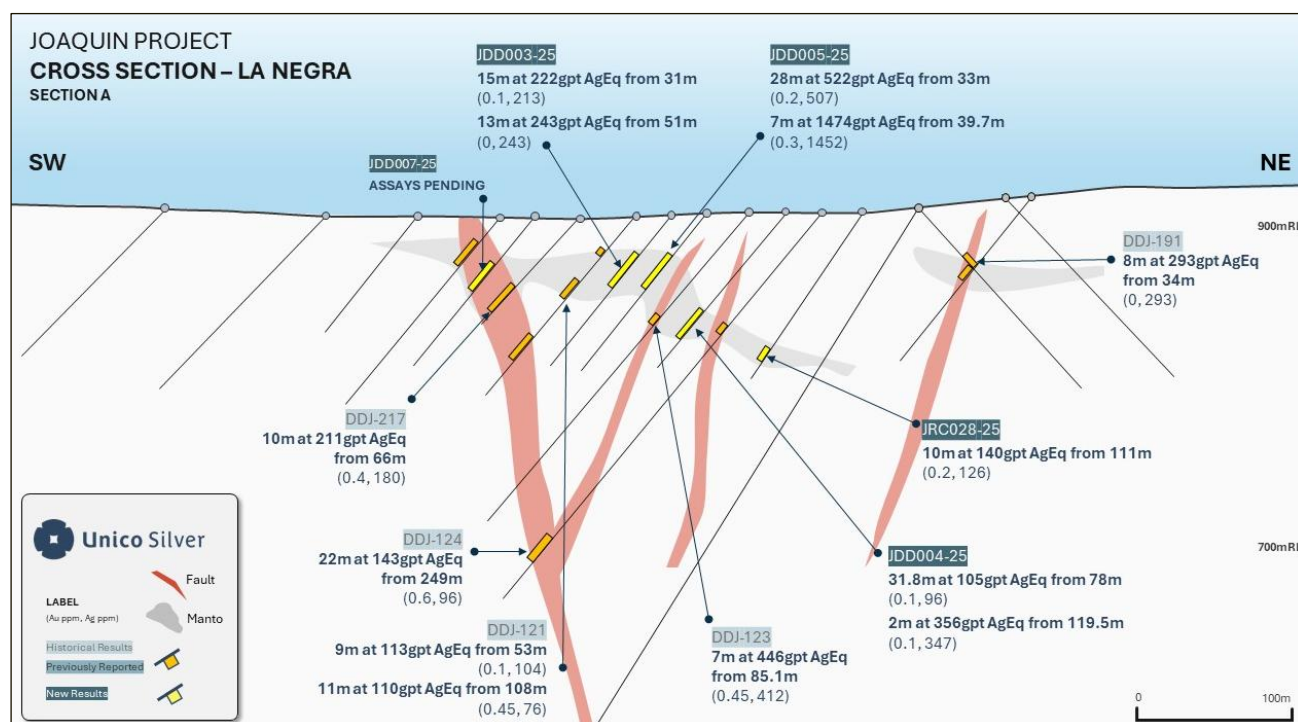 JOAQUIN PROJECT
CROSS SECTION – LA NEGRA
SECTION A
SW
NE
JDD003-25
15m at 222gpt AgEq from 31m
(0.1, 213)
13m at 243gpt AgEq from 51m
(0, 243)
JDD005-25
28m at 522gpt AgEq from 33m
(0.2, 507)
7m at 1474gpt AgEq from 39.7m
(0.3, 1452)
JDD007-25
ASSAYS PENDING
900mRL
DDJ-191
8m at 293gpt AgEq
from 34m
(0, 293)
DDJ-217
10m at 211gpt AgEq
from 66m
(0.4, 180)
JRC028-25
10m at 140gpt AgEq from 111m
(0.2, 126)
DDJ-124
22m at 143gpt AgEq
from 249m
(0.6, 96)
700mRL
JDD004-25
31.8m at 105gpt AgEq from 78m
(0.1, 96)
2m at 356gpt AgEq from 119.5m
(0.1, 347)
DDJ-121
9m at 113gpt AgEq from 53m
(0.1, 104)
11m at 110gpt AgEq from 108m
(0.45, 76)
DDJ-123
7m at 446gpt AgEq
from 85.1m
(0.45, 412)
Unico Silver
Fault
LABEL
(Au ppm, Ag ppm)
Manto
Historical Results
Previously Reported
New Results
0 100m